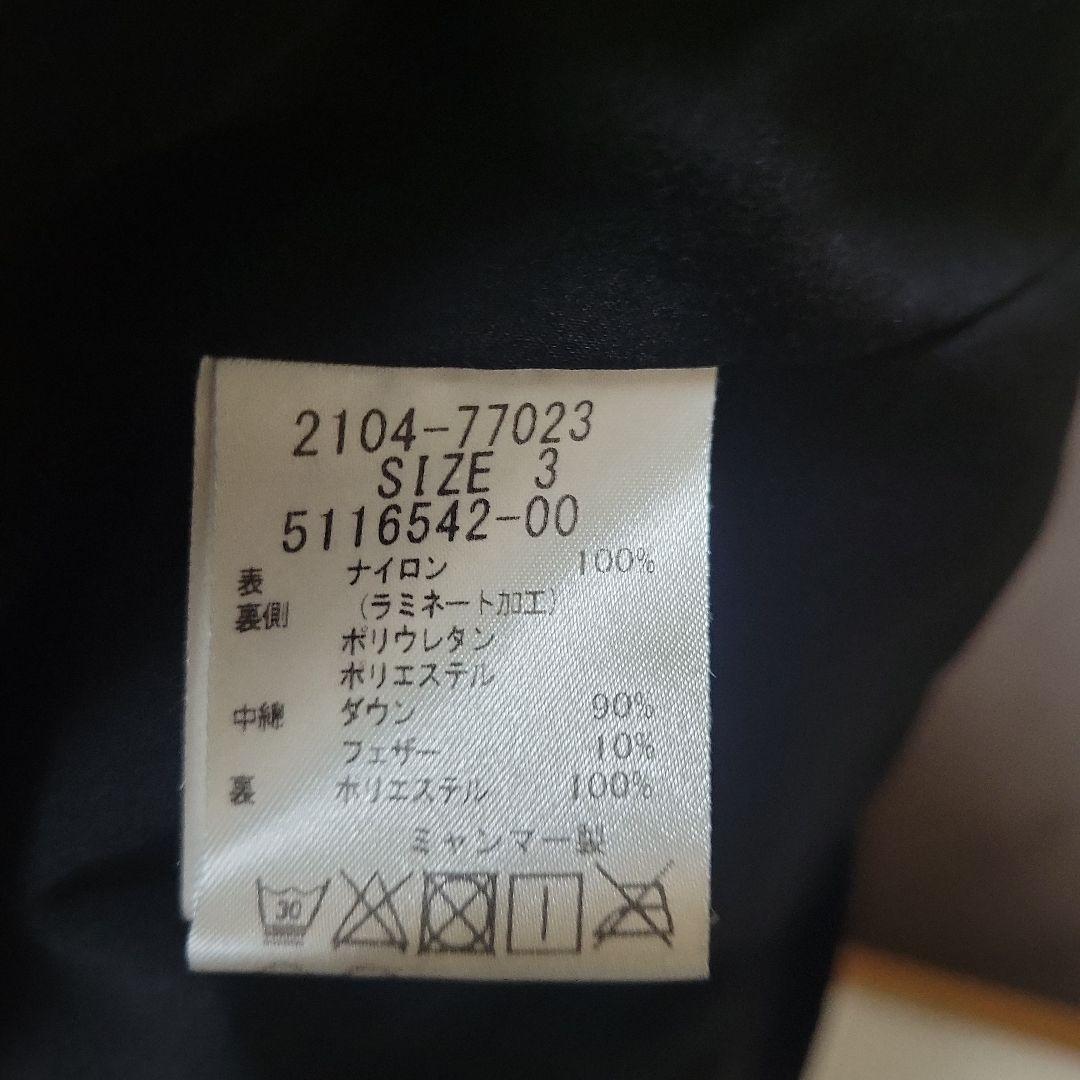 2104-77023
SIZE 3
5116542-00
表 ナイロン 100%
裏側 (ラミネート加工)
ポリウレタン
ポリエステル
中綿 ダウン 90%
フェザー 10%
裏 ポリエステル 100%
ミャンマー製
30